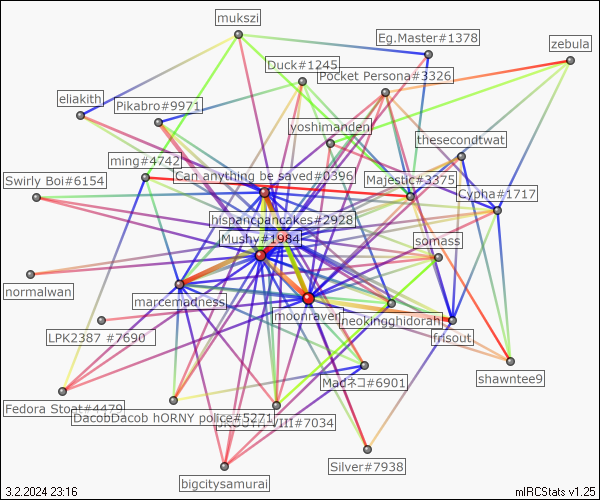 mukszi
Eg.Master#1378
zebula
Duck#1245
Pocket Persona#3326
eliakith
Pikabro#9971
yoshimanden
thesecondtwat
ming#4742
Swirly Boi#6154
Can anything be saved#0396
Majestic#3375
Cypha#1717
hispancpancakes#2928
Mushy#1984
somass
normalwan
marcemadness
moonraven
neokingghidorah
LPK2387 #7690
frisout
shawntee9
Madネコ#6901
Fedora Stoat#4479
DacobDacob hORNY police#5271
VIII#7034
Silver#7938
bigcitysamurai
3.2.2024 23:16
mIRCStats v1.25